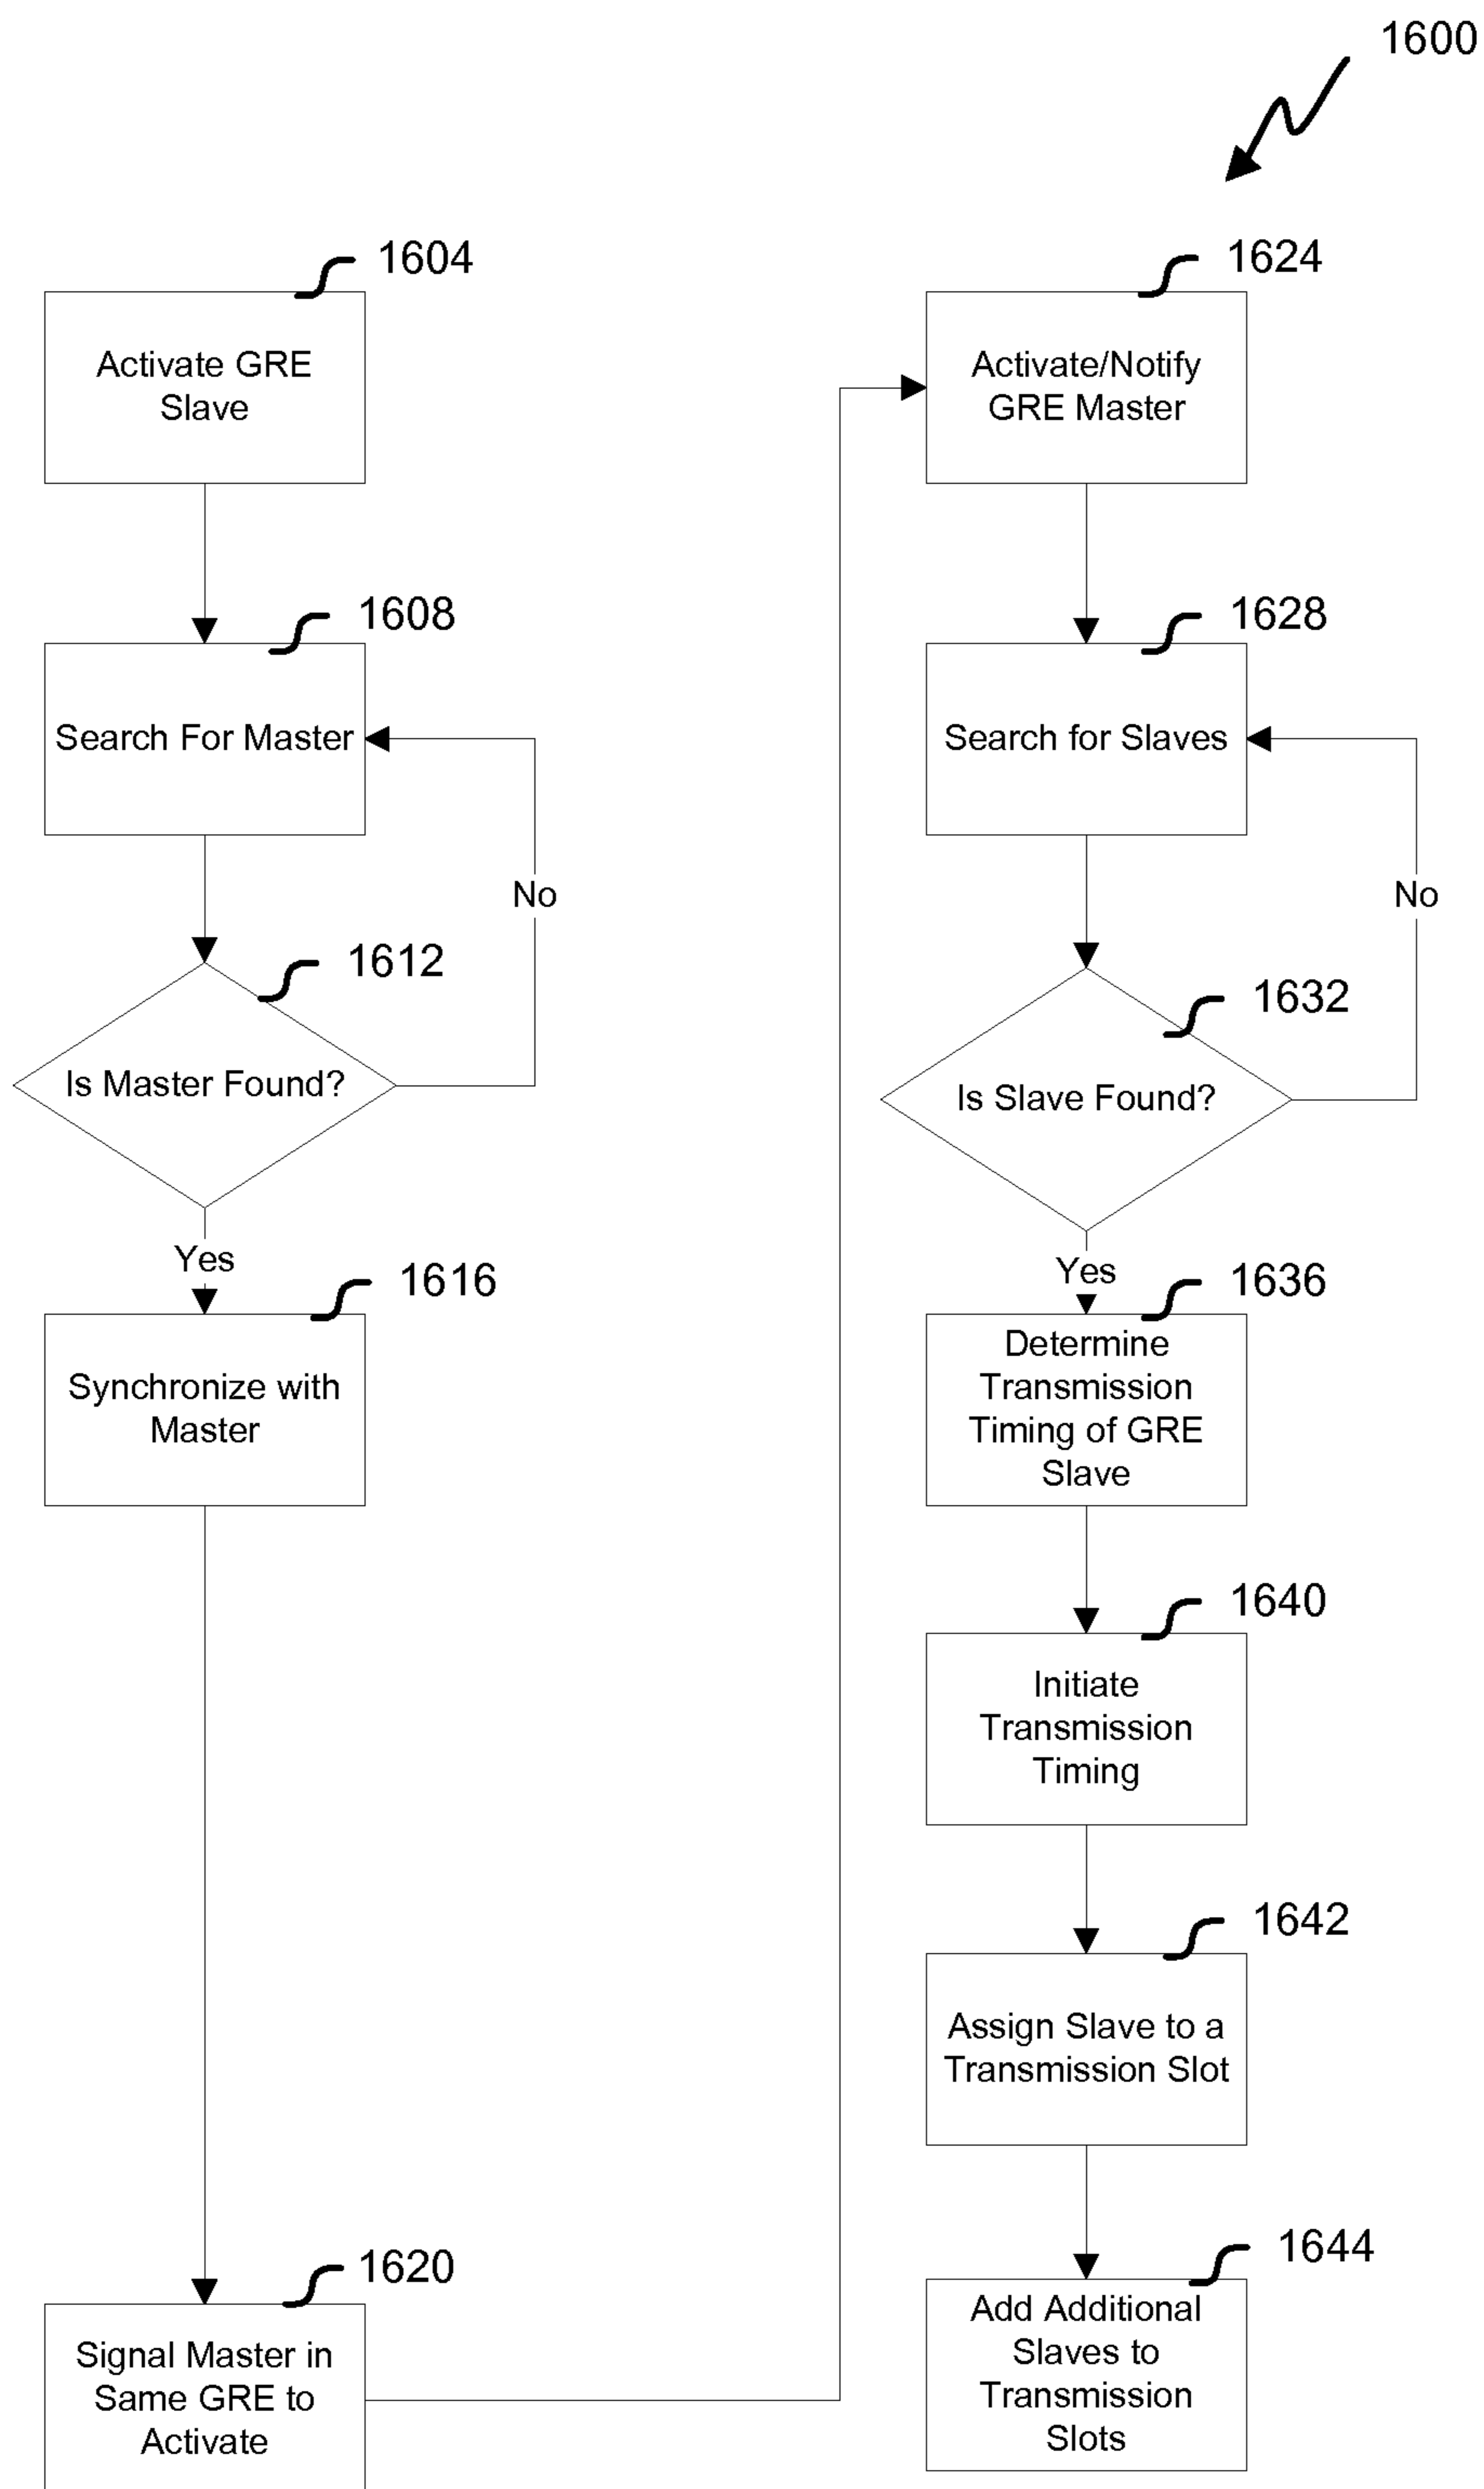 1600
1604
Activate GRE
Slave
1608
Search For Master
No
1612
Is Master Found?
Yes
1616
Synchronize with
Master
1620
Signal Master in
Same GRE to
Activate
1624
Activate/Notify
GRE Master
1628
Search for Slaves
No
1632
Is Slave Found?
Yes
1636
Determine
Transmission
Timing of GRE
Slave
1640
Initiate
Transmission
Timing
1642
Assign Slave to a
Transmission Slot
1644
Add Additional
Slaves to
Transmission
Slots